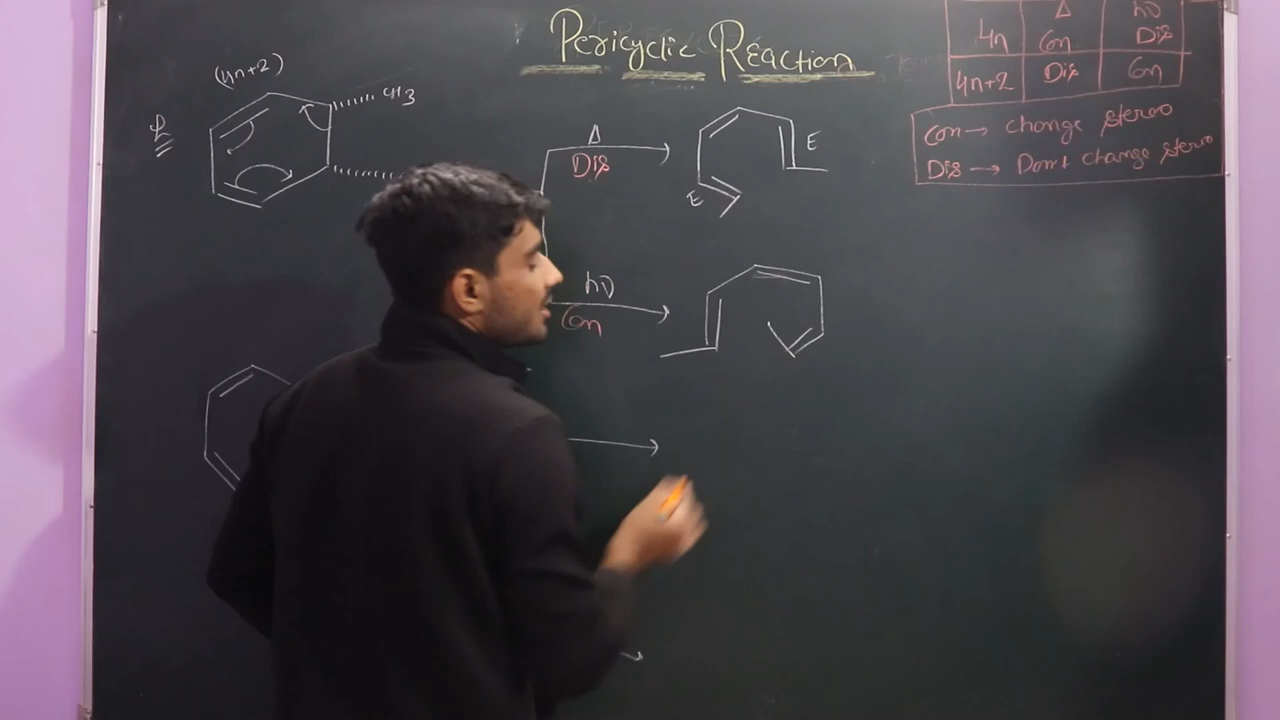 Pericyclic Reaction
Δ hν
4n Con Dis
4n+2 Dis Con
Con → change stereo
Dis → Don't change stereo
(4n+2)
CH3
Δ
Dis
E
E
hν
Con